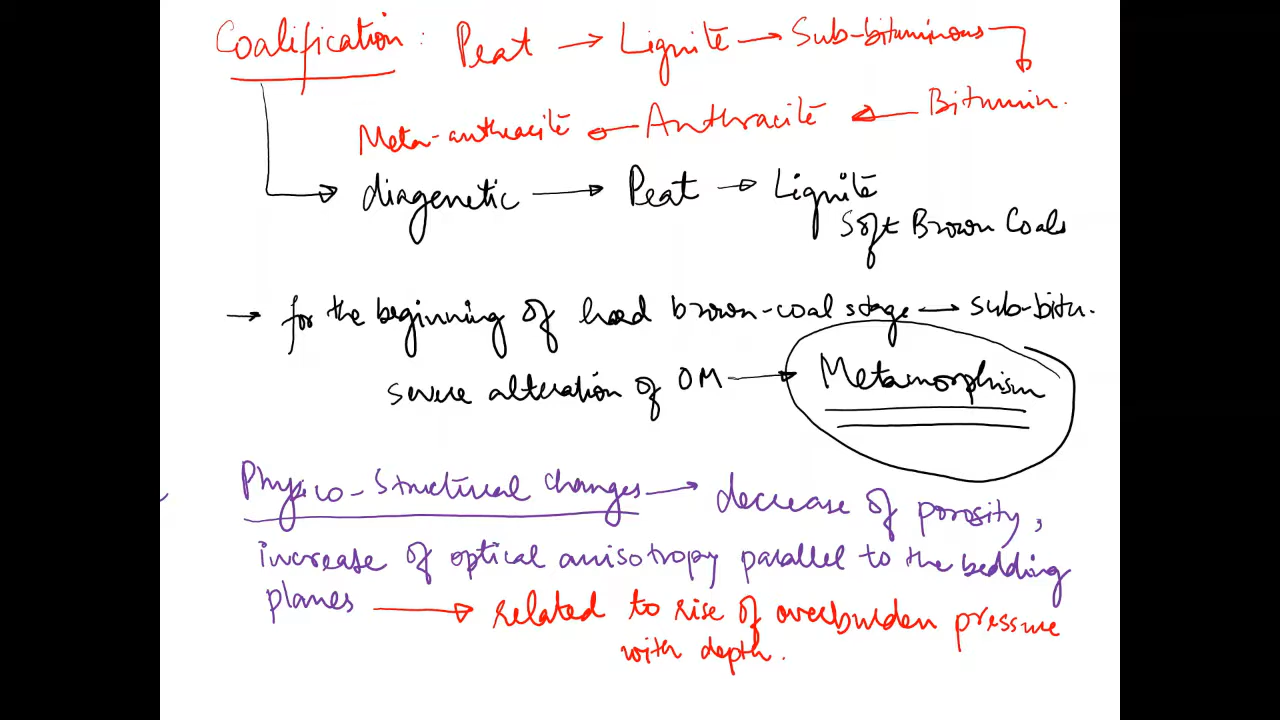 Coalification: Peat → Lignite → Sub-bituminous →
Meta-anthracite ← Anthracite ← Bitumin.
→ diagenetic → Peat → Lignite
Soft Brown Coals
→ for the beginning of hard brown-coal stage → sub-bitu.
severe alteration of OM → Metamorphism
Physico-Structural changes → decrease of porosity,
increase of optical anisotropy parallel to the bedding
planes → related to rise of overburden pressure
with depth.